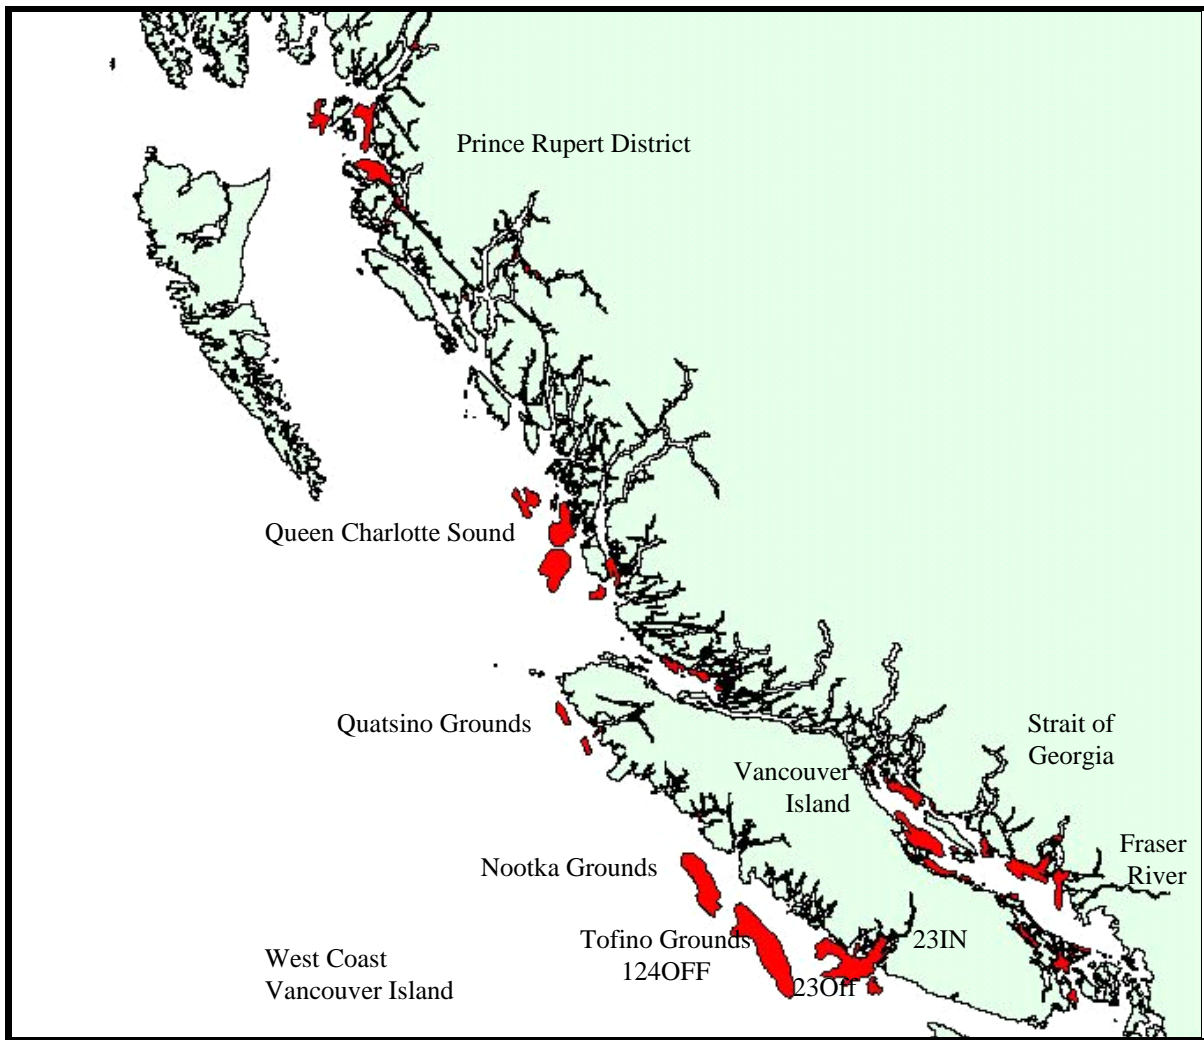 Prince Rupert District
Queen Charlotte Sound
Quatsino Grounds
Strait of
Georgia
Vancouver
Island
Fraser
River
Nootka Grounds
Tofino Grounds
124OFF
23IN
23Off
West Coast
Vancouver Island